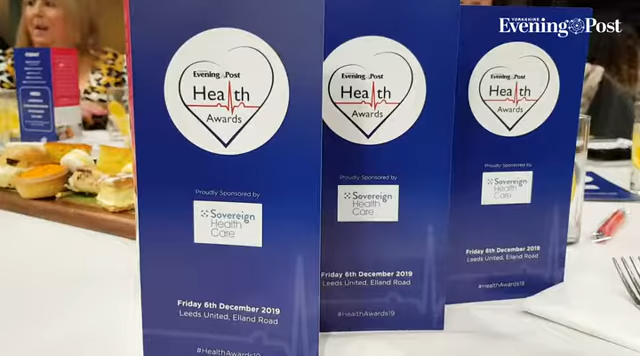 YORKSHIRE
Evening Post
Evening Post
Health
Awards
Proudly Sponsored by
Sovereign
Health
Care
Friday 6th December 2019
Leeds United, Elland Road
#HealthAwards19
Evening Post
Health
Awards
Proudly Sponsored by
Sovereign
Health
Care
Friday 6th December 2019
Leeds United, Elland Road
#HealthAwards19
Evening Post
Health
Awards
Proudly Sponsored by
Sovereign
Health
Care
Friday 6th December 2019
Leeds United, Elland Road
#HealthAwards19